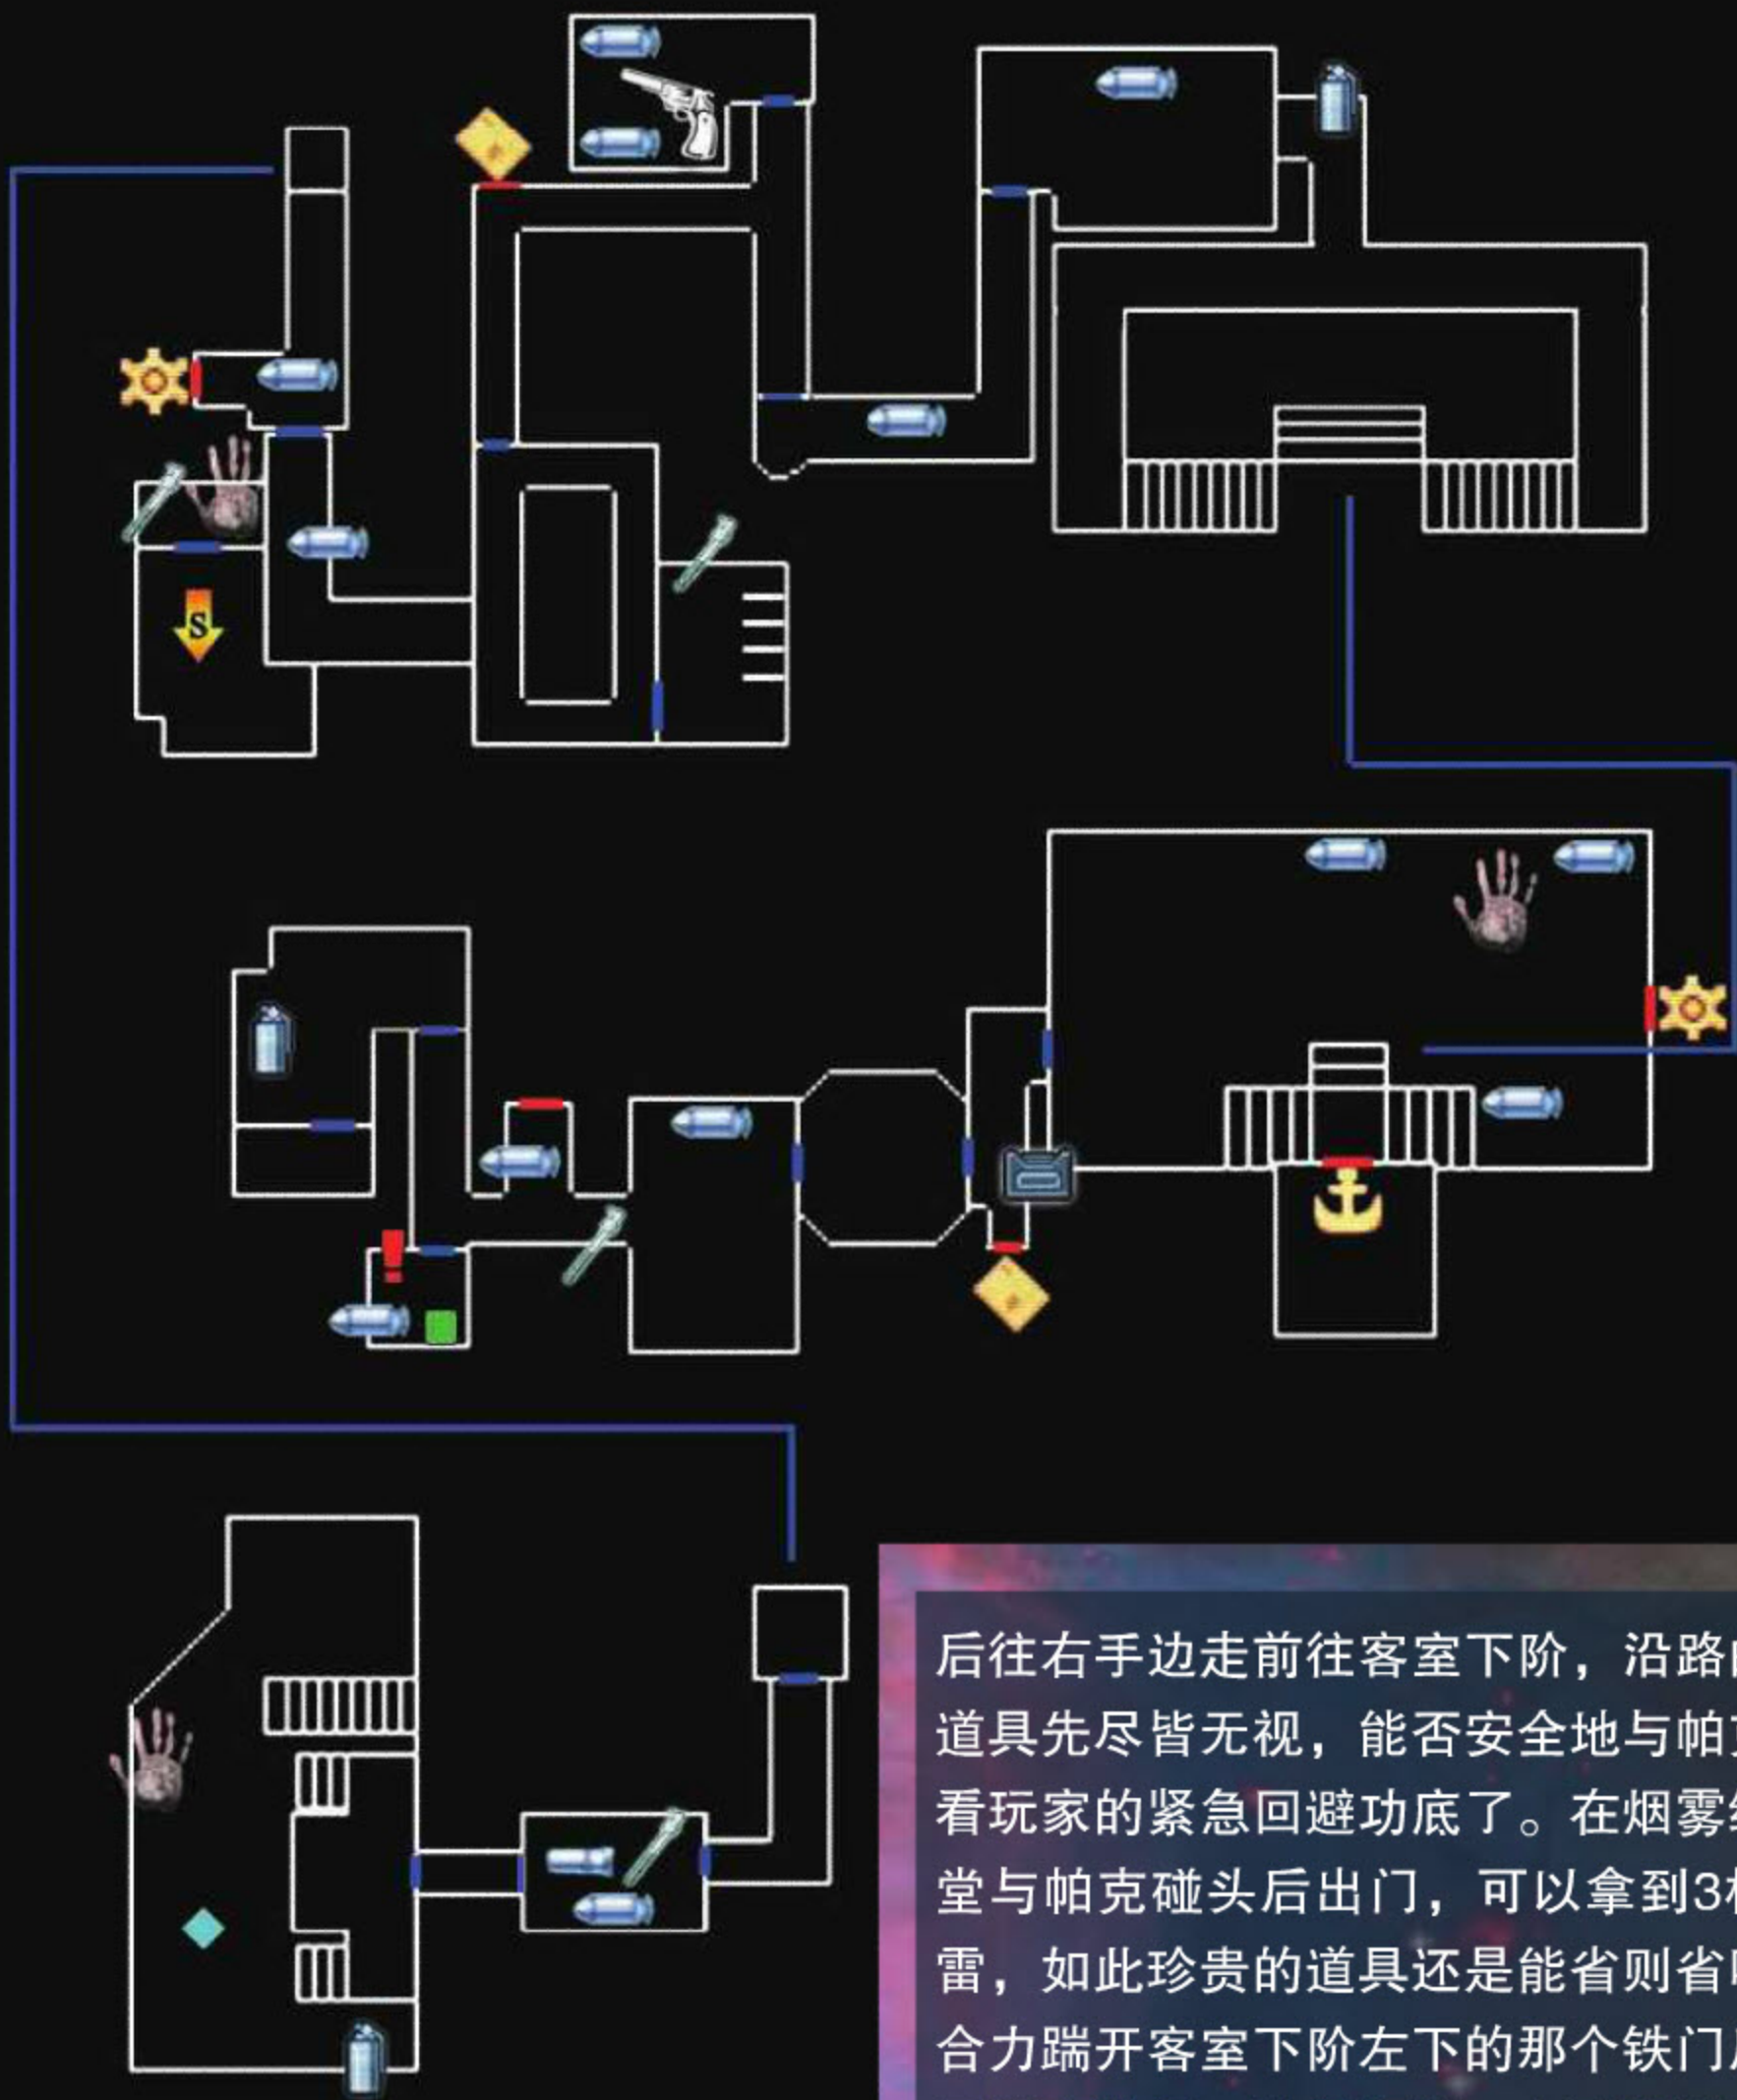 S
!
后往右手边走前往客室下阶，沿路
道具先尽皆无视，能否安全地与帕
看玩家的紧急回避功底了。在烟雾
堂与帕克碰头后出门，可以拿到3
雷，如此珍贵的道具还是能省则省
合力踹开客室下阶左下的那个铁门